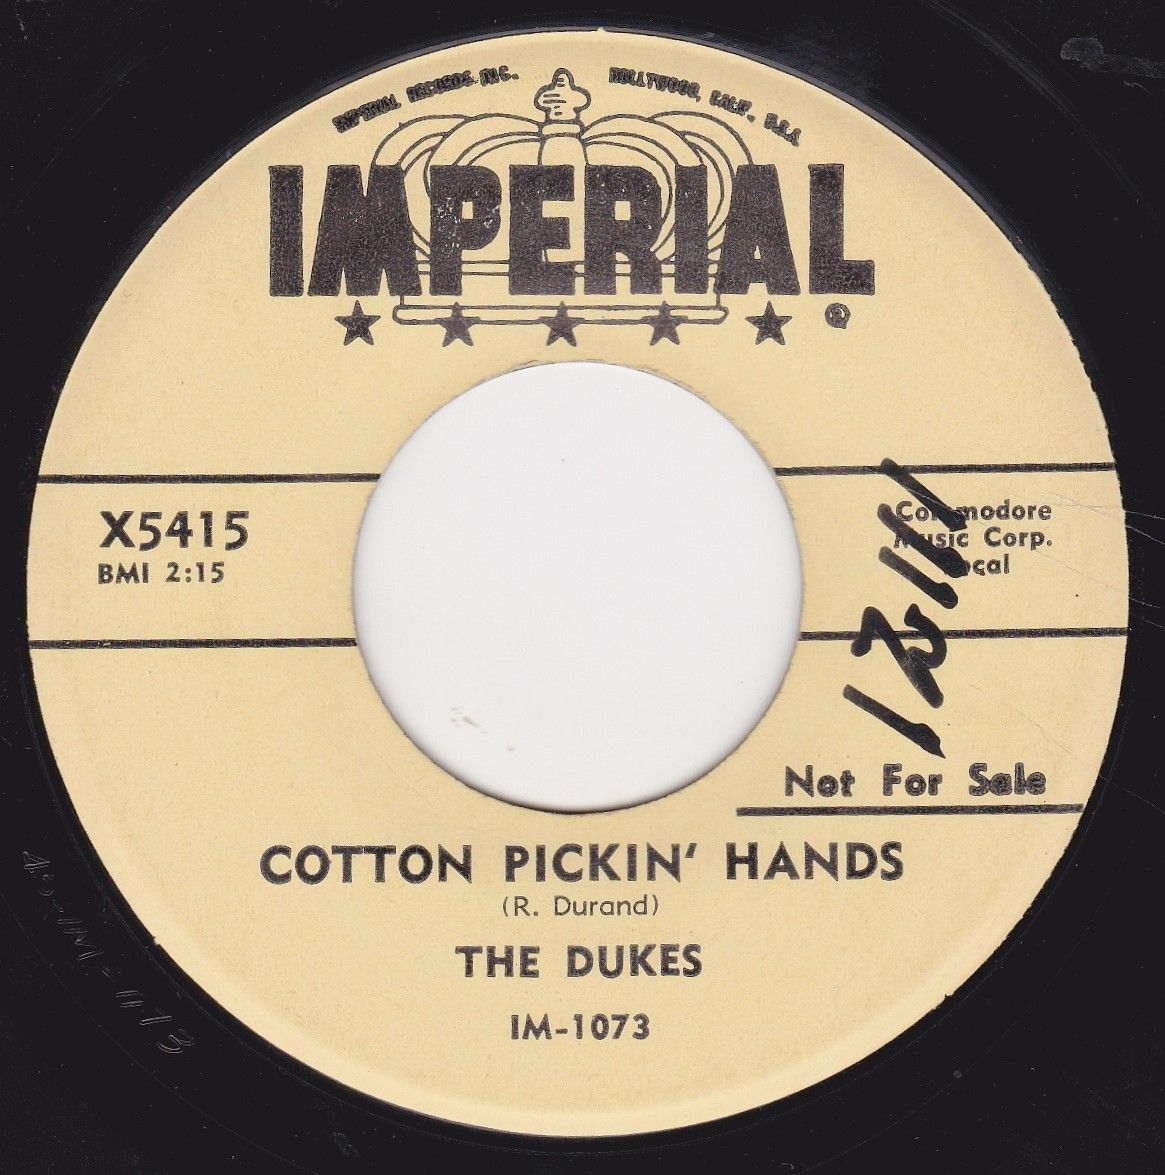 IMPERIAL RECORDS INC. HOLLYWOOD, CALIF. U.S.A
IMPERIAL
®
X5415
BMI 2:15
Commodore
Music Corp.
Vocal
12111
Not For Sale
COTTON PICKIN' HANDS
(R. Durand)
THE DUKES
IM-1073